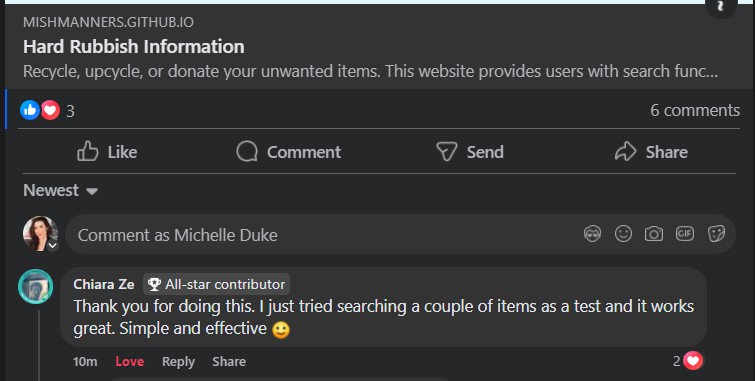 MISHMANNERS.GITHUB.IO
Hard Rubbish Information
Recycle, upcycle, or donate your unwanted items. This website provides users with search func...
3
6 comments
Like
Comment
Send
Share
Newest
Comment as Michelle Duke
GIF
Chiara Ze All-star contributor
Thank you for doing this. I just tried searching a couple of items as a test and it works
great. Simple and effective 🙂
10m Love Reply Share 2